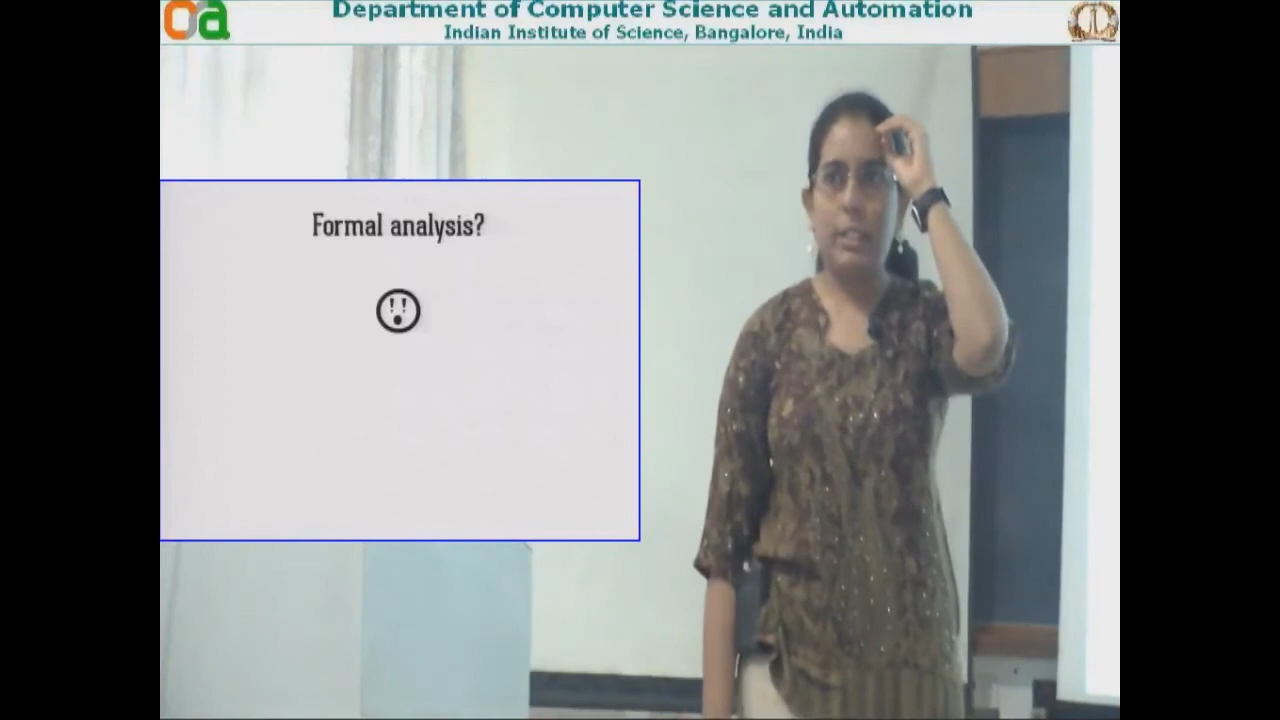 Department of Computer Science and Automation
Indian Institute of Science, Bangalore, India
Formal analysis?